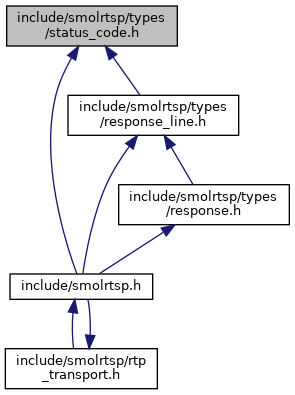 include/smolrtsp/types
/status_code.h
include/smolrtsp/types
/response_line.h
include/smolrtsp/types
/response.h
include/smolrtsp.h
include/smolrtsp/rtp
_transport.h